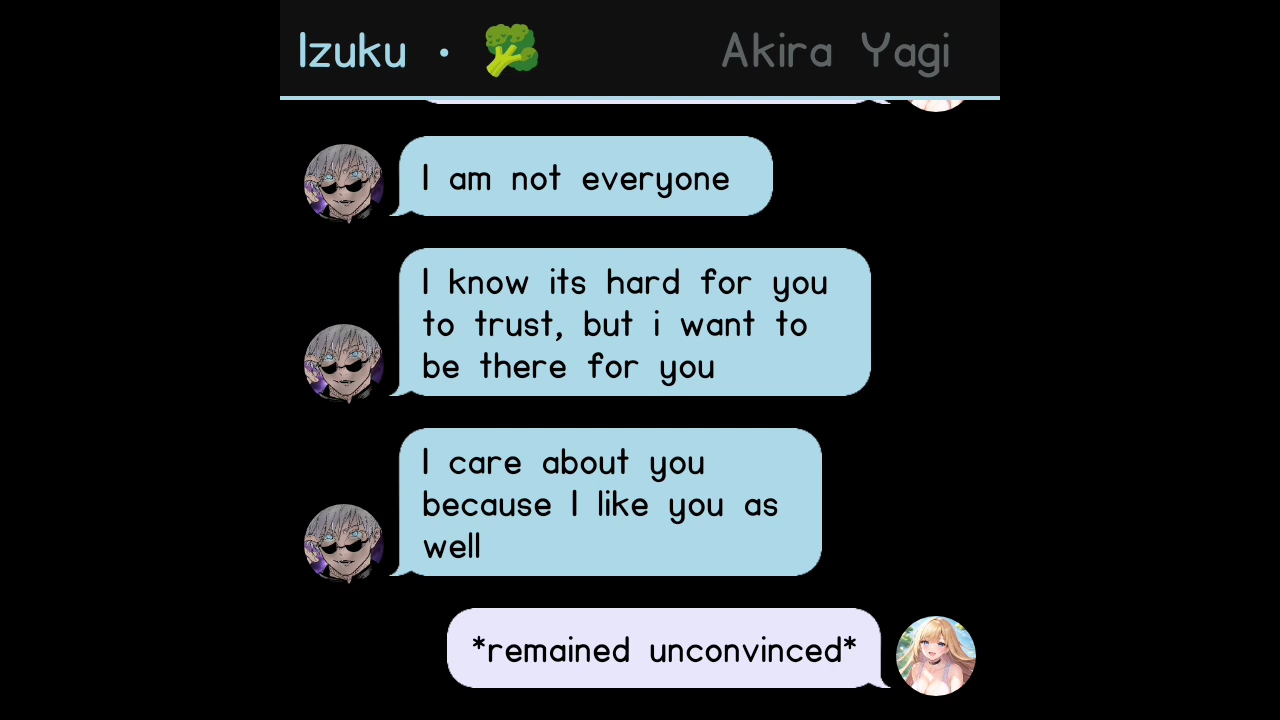 Izuku • 🥦 Akira Yagi
I am not everyone
I know its hard for you
to trust, but i want to
be there for you
I care about you
because I like you as
well
*remained unconvinced*